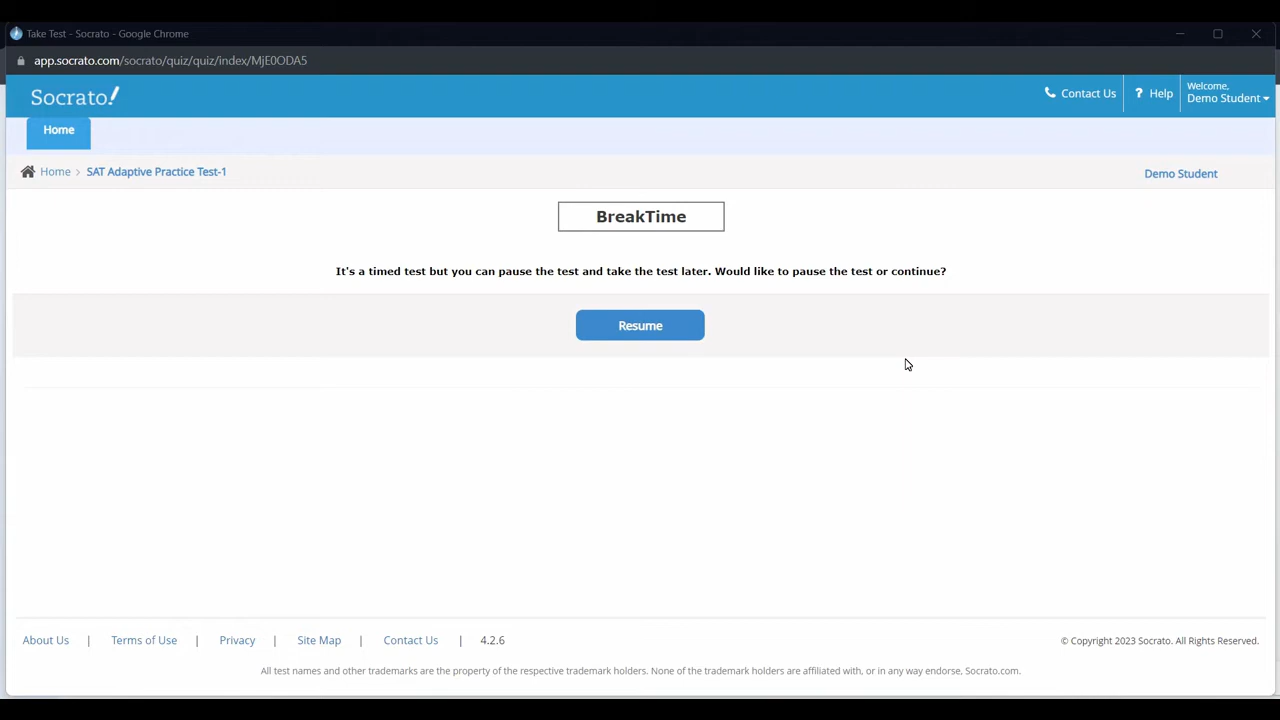 Take Test - Socrato - Google Chrome
app.socrato.com/socrato/quiz/quiz/index/MjE0ODA5
Socrato!
Contact Us
? Help
Welcome,
Demo Student
Home
Home > SAT Adaptive Practice Test-1
Demo Student
BreakTime
It's a timed test but you can pause the test and take the test later. Would like to pause the test or continue?
Resume
About Us | Terms of Use | Privacy | Site Map | Contact Us | 4.2.6
© Copyright 2023 Socrato. All Rights Reserved.
All test names and other trademarks are the property of the respective trademark holders. None of the trademark holders are affiliated with, or in any way endorse, Socrato.com.